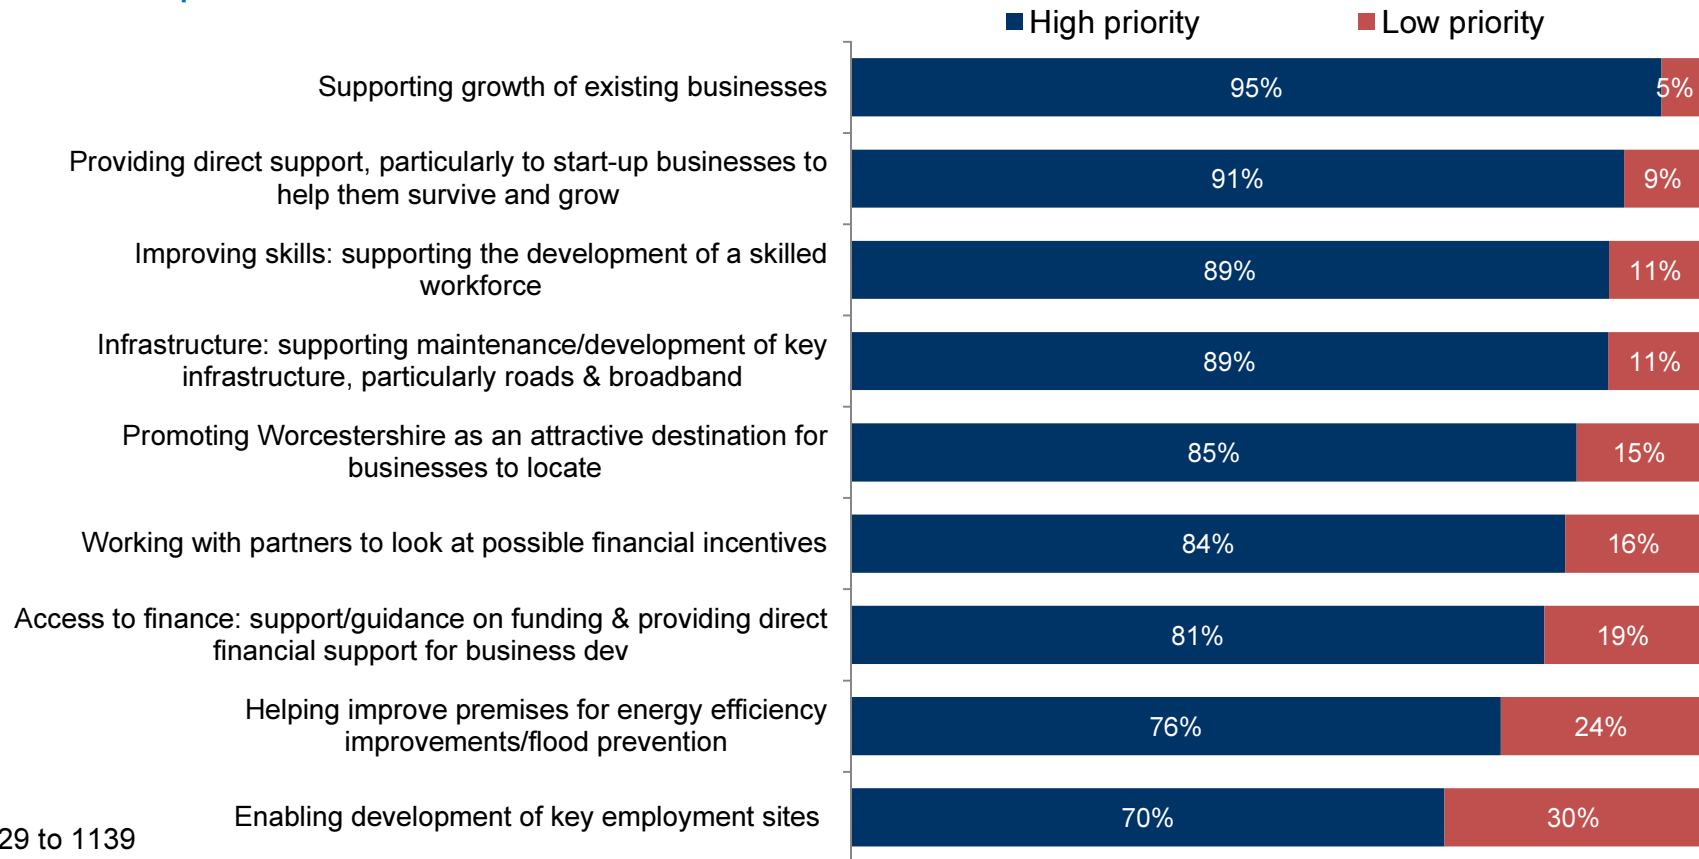 High priority Low priority
Supporting growth of existing businesses 95% 5%
Providing direct support, particularly to start-up businesses to
help them survive and grow
91% 9%
Improving skills: supporting the development of a skilled
workforce
89% 11%
Infrastructure: supporting maintenance/development of key
infrastructure, particularly roads & broadband
89% 11%
Promoting Worcestershire as an attractive destination for
businesses to locate
85% 15%
Working with partners to look at possible financial incentives 84% 16%
Access to finance: support/guidance on funding & providing direct
financial support for business dev
81% 19%
Helping improve premises for energy efficiency
improvements/flood prevention
76% 24%
Enabling development of key employment sites 70% 30%
29 to 1139